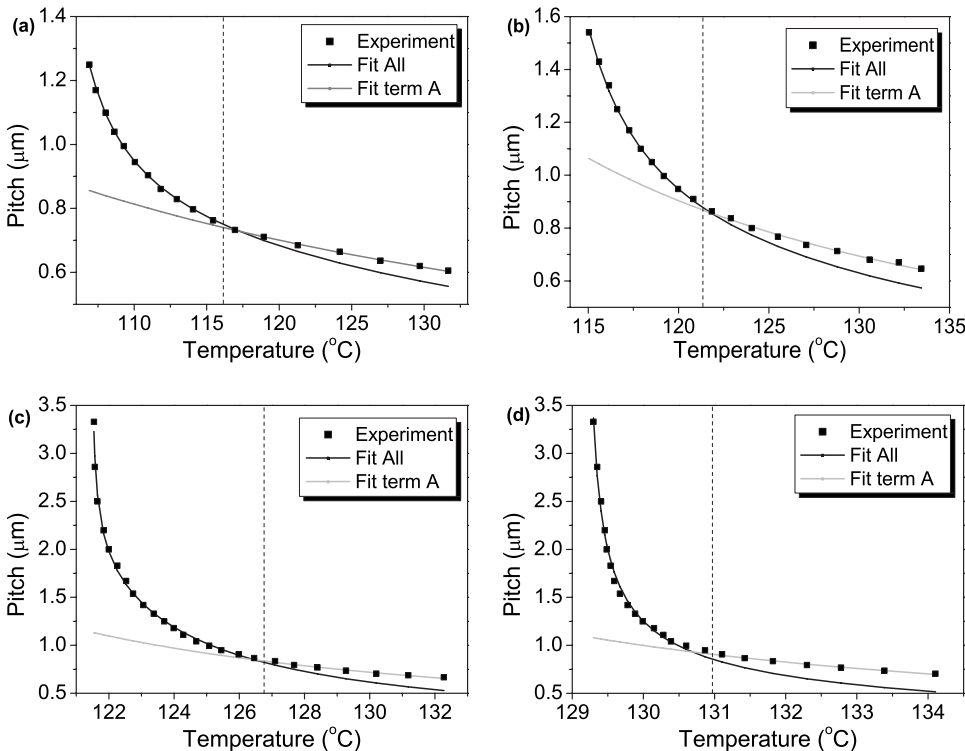 (a)
Experiment
Fit All
Fit term A
1.4
1.2
1.0
0.8
0.6
Pitch (μm)
110 115 120 125 130
Temperature (°C)
(b)
Experiment
Fit All
Fit term A
1.6
1.4
1.2
1.0
0.8
0.6
Pitch (μm)
115 120 125 130 135
Temperature (°C)
(c)
Experiment
Fit All
Fit term A
3.5
3.0
2.5
2.0
1.5
1.0
0.5
Pitch (μm)
122 124 126 128 130 132
Temperature (°C)
(d)
Experiment
Fit All
Fit term A
3.5
3.0
2.5
2.0
1.5
1.0
0.5
Pitch (μm)
129 130 131 132 133 134
Temperature (°C)